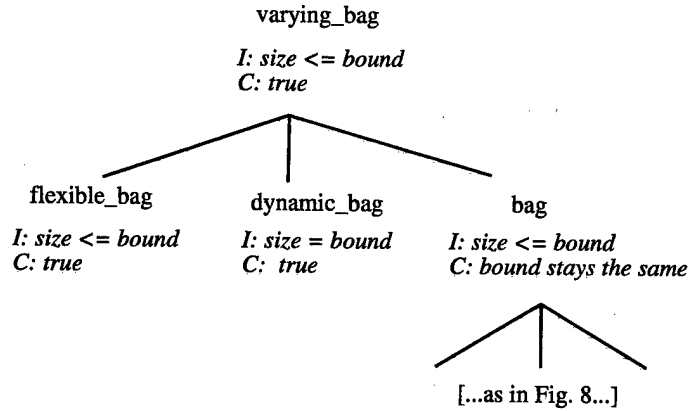 varying_bag
I: size <= bound
C: true
flexible_bag
I: size <= bound
C: true
dynamic_bag
I: size = bound
C: true
bag
I: size <= bound
C: bound stays the same
[...as in Fig. 8...]